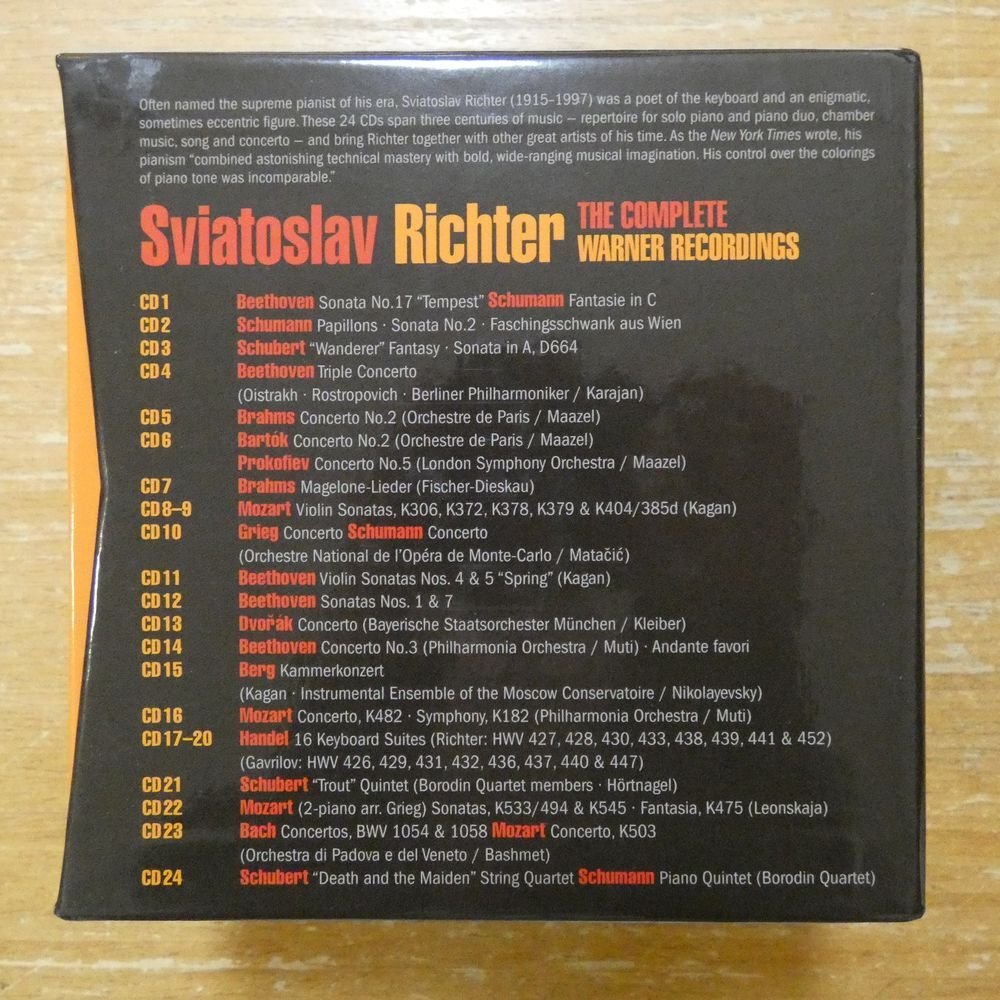 Often named the supreme pianist of his era, Sviatoslav Richter (1915–1997) was a poet of the keyboard and an enigmatic,
sometimes eccentric figure. These 24 CDs span three centuries of music – repertoire for solo piano and piano duo, chamber
music, song and concerto – and bring Richter together with other great artists of his time. As the New York Times wrote, his
pianism “combined astonishing technical mastery with bold, wide-ranging musical imagination. His control over the colorings
of piano tone was incomparable.”
Sviatoslav Richter THE COMPLETE
WARNER RECORDINGS
CD1 Beethoven Sonata No.17 “Tempest” Schumann Fantasie in C
CD2 Schumann Papillons · Sonata No.2 · Faschingsschwank aus Wien
CD3 Schubert “Wanderer” Fantasy · Sonata in A, D664
CD4 Beethoven Triple Concerto
(Oistrakh · Rostropovich · Berliner Philharmoniker / Karajan)
CD5 Brahms Concerto No.2 (Orchestre de Paris / Maazel)
CD6 Bartók Concerto No.2 (Orchestre de Paris / Maazel)
Prokofiev Concerto No.5 (London Symphony Orchestra / Maazel)
CD7 Brahms Magelone-Lieder (Fischer-Dieskau)
CD8–9 Mozart Violin Sonatas, K306, K372, K378, K379 & K404/385d (Kagan)
CD10 Grieg Concerto Schumann Concerto
(Orchestre National de l’Opéra de Monte-Carlo / Matačić)
CD11 Beethoven Violin Sonatas Nos. 4 & 5 “Spring” (Kagan)
CD12 Beethoven Sonatas Nos. 1 & 7
CD13 Dvořák Concerto (Bayerische Staatsorchester München / Kleiber)
CD14 Beethoven Concerto No.3 (Philharmonia Orchestra / Muti) · Andante favori
CD15 Berg Kammerkonzert
(Kagan · Instrumental Ensemble of the Moscow Conservatoire / Nikolayevsky)
CD16 Mozart Concerto, K482 · Symphony, K182 (Philharmonia Orchestra / Muti)
CD17–20 Handel 16 Keyboard Suites (Richter: HWV 427, 428, 430, 433, 438, 439, 441 & 452)
(Gavrilov: HWV 426, 429, 431, 432, 436, 437, 440 & 447)
CD21 Schubert “Trout” Quintet (Borodin Quartet members · Hörtnagel)
CD22 Mozart (2-piano arr. Grieg) Sonatas, K533/494 & K545 · Fantasia, K475 (Leonskaja)
CD23 Bach Concertos, BWV 1054 & 1058 Mozart Concerto, K503
(Orchestra di Padova e del Veneto / Bashmet)
CD24 Schubert “Death and the Maiden” String Quartet Schumann Piano Quintet (Borodin Quartet)